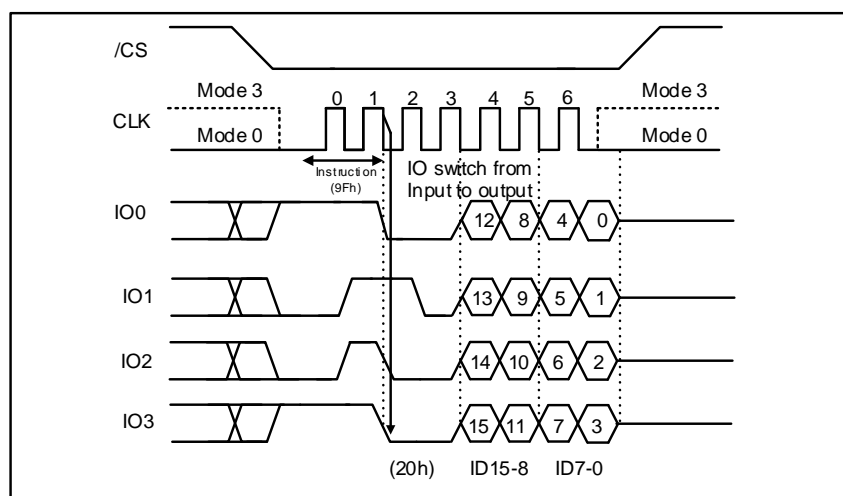 /CS
Mode 3
Mode 3
0 1 2 3 4 5 6
CLK
Mode 0
Mode 0
Instruction
(9Fh)
IO switch from
Input to output
IO0
12 8 4 0
IO1
13 9 5 1
IO2
14 10 6 2
IO3
15 11 7 3
(20h) ID15-8 ID7-0